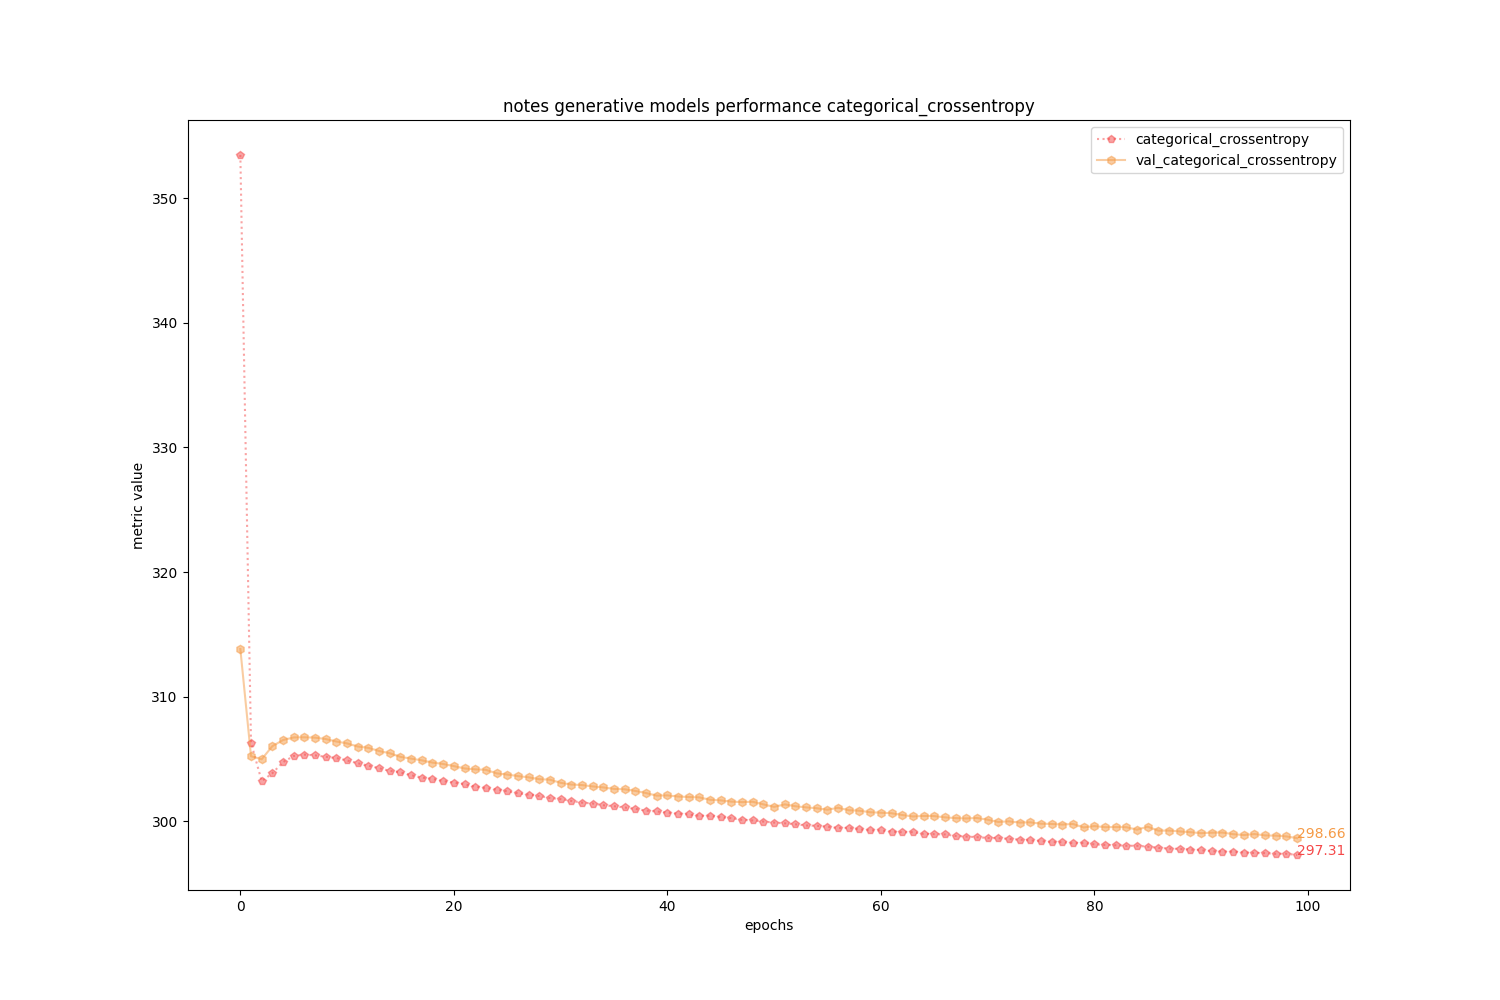 notes generative models performance categorical_crossentropy
categorical_crossentropy
val_categorical_crossentropy
350
340
330
320
310
300
metric value
298.66
297.31
0 20 40 60 80 100
epochs